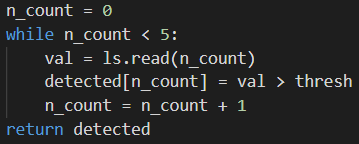 n_count = 0
while n_count < 5:
    val = ls.read(n_count)
    detected[n_count] = val > thresh
    n_count = n_count + 1
return detected